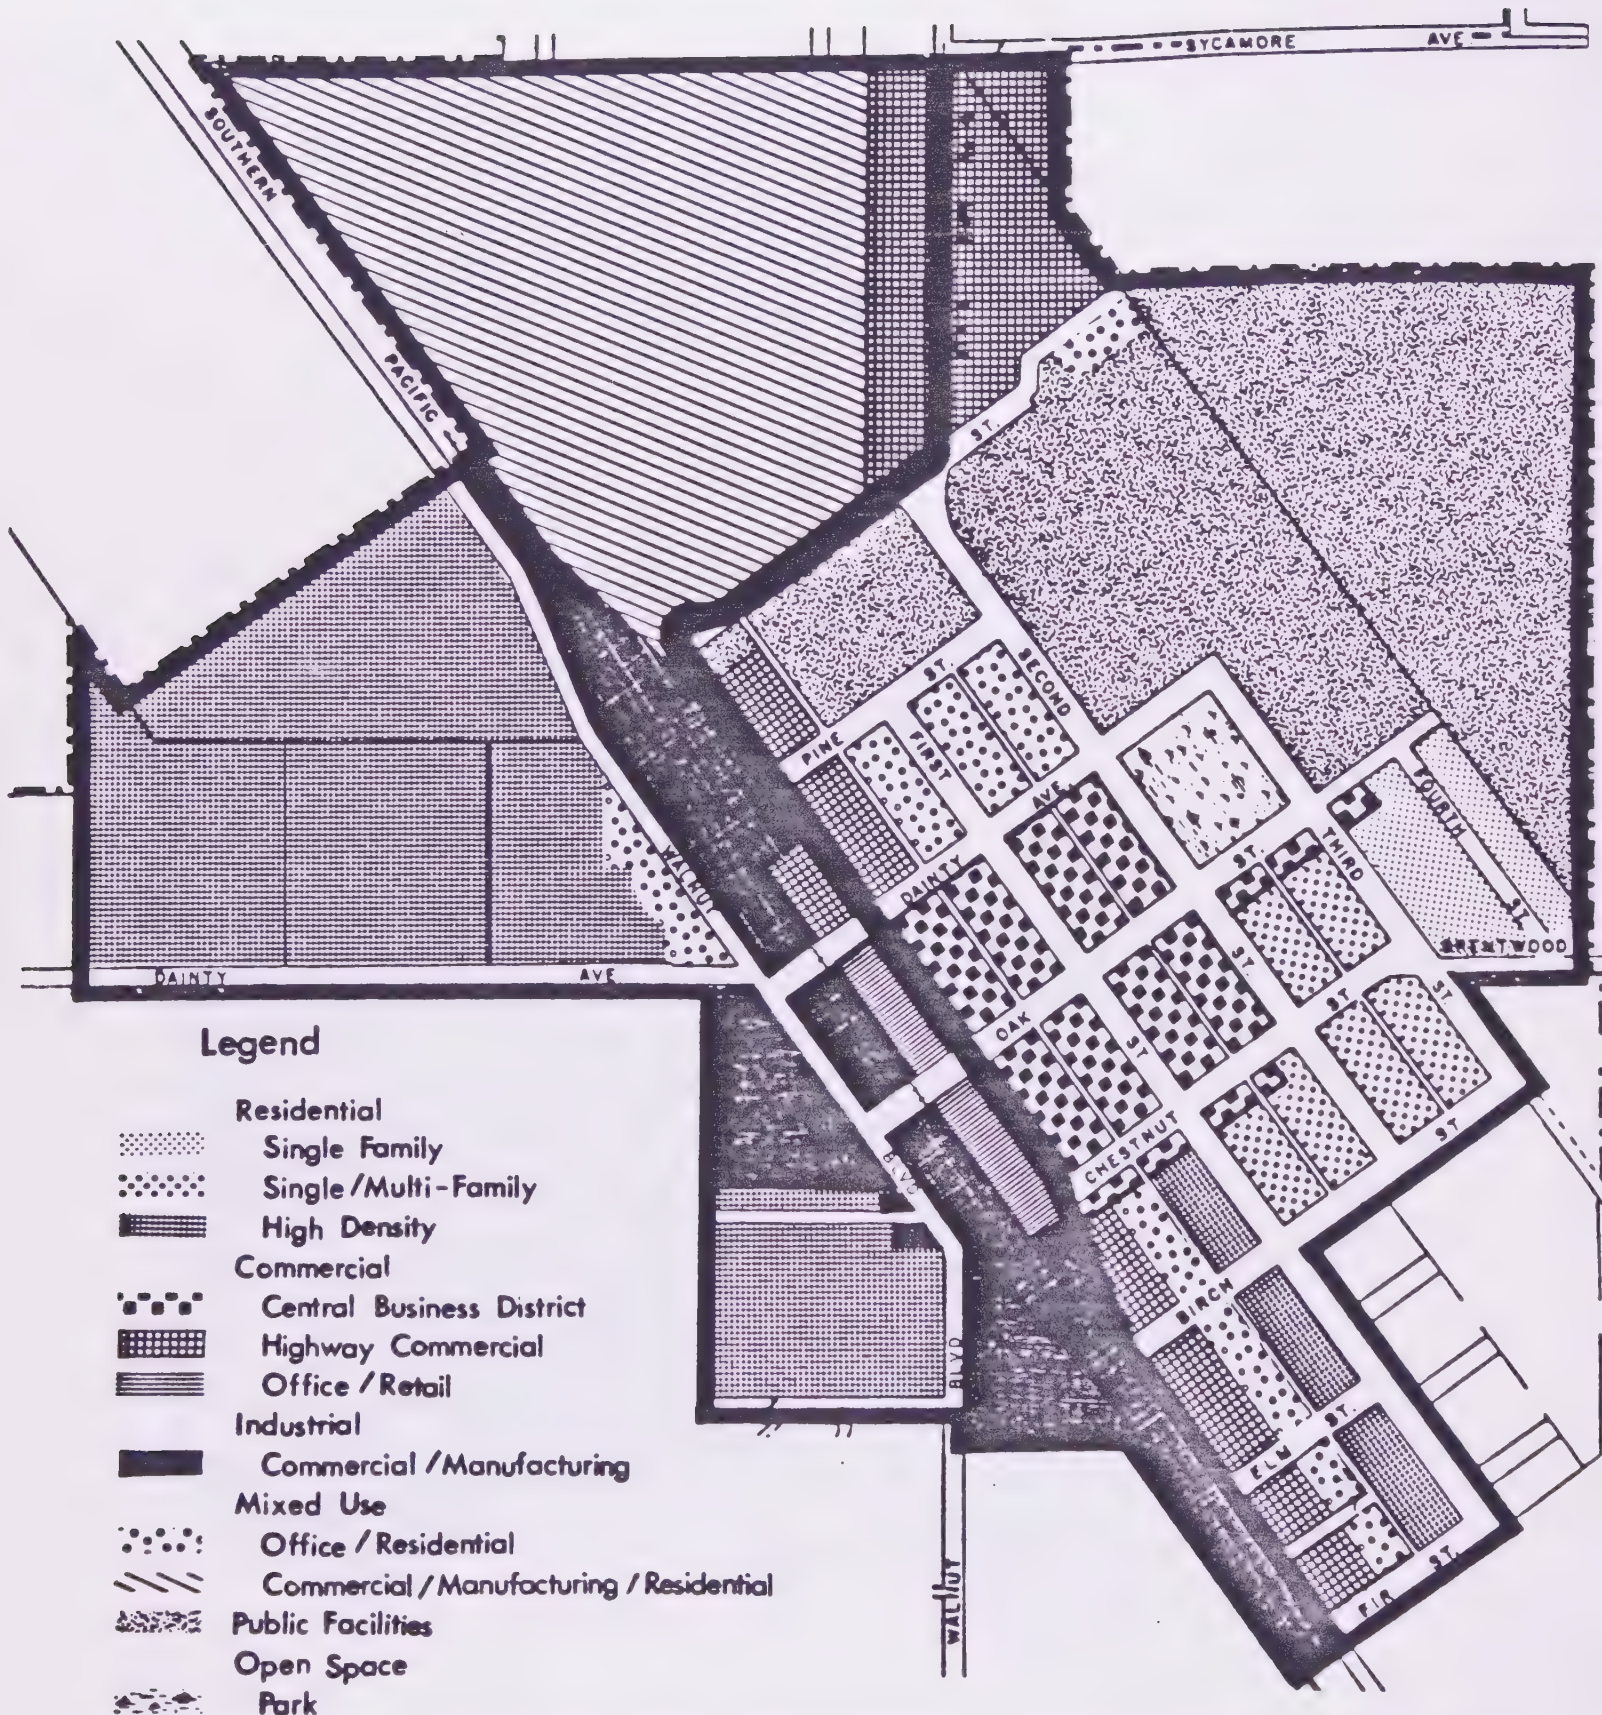 SYCAMORE AVE
SOUTHERN
PACIFIC
ST.
SECOND
ST.
FIRST
ST
PINE
AVE
DAINTY
FOURTH
ST.
THIRD
ST.
BRENTWOOD
WALNUT
BLVD
DAINTY AVE
OAK
ST
ST.
ST
ST.
CHESTNUT
ST
BIRCH
ST.
ELM
ST.
FIR
BLVD
WALNUT
Legend
Residential
Single Family
Single/Multi-Family
High Density
Commercial
Central Business District
Highway Commercial
Office/Retail
Industrial
Commercial/Manufacturing
Mixed Use
Office/Residential
Commercial/Manufacturing/Residential
Public Facilities
Open Space
Park